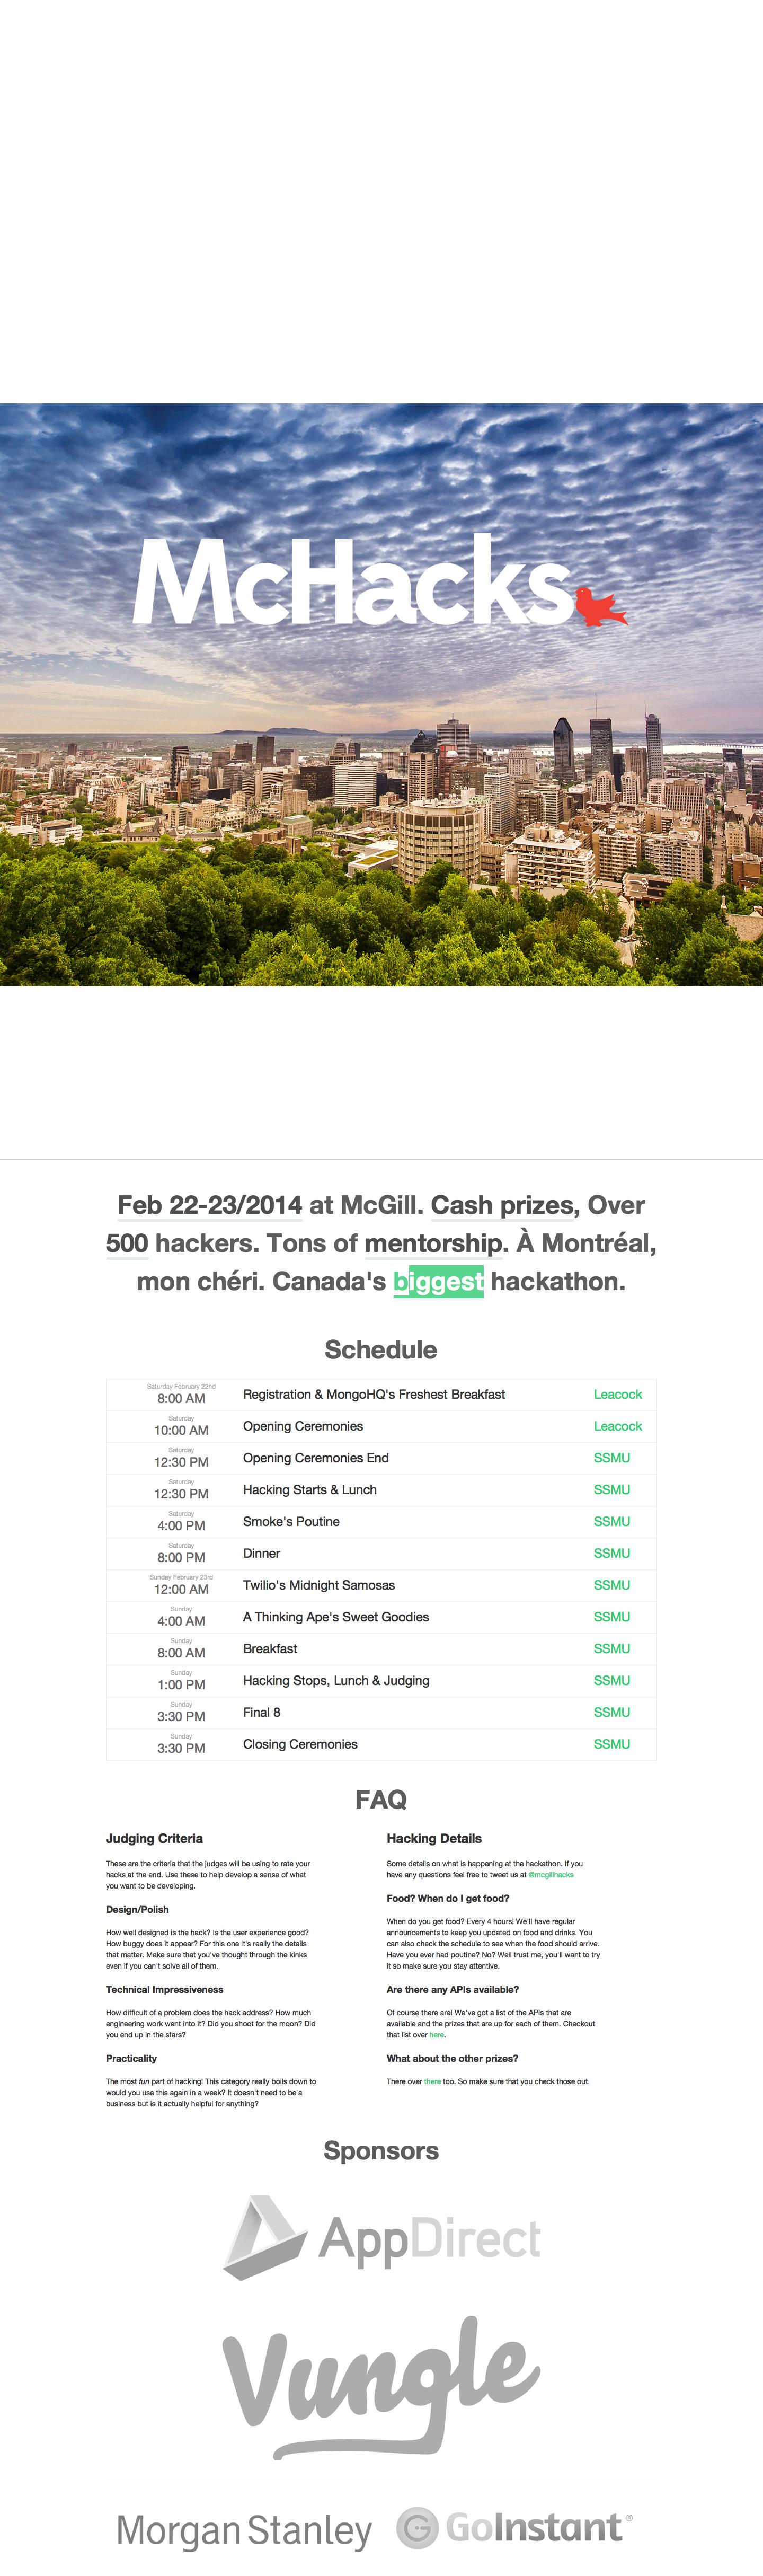 McHacks
Feb 22-23/2014 at McGill. Cash prizes, Over
500 hackers. Tons of mentorship. À Montréal,
mon chéri. Canada's biggest hackathon.
Schedule
Saturday February 22nd
8:00 AM Registration & MongoHQ's Freshest Breakfast Leacock
Saturday
10:00 AM Opening Ceremonies Leacock
Saturday
12:30 PM Opening Ceremonies End SSMU
Saturday
12:30 PM Hacking Starts & Lunch SSMU
Saturday
4:00 PM Smoke's Poutine SSMU
Saturday
8:00 PM Dinner SSMU
Sunday February 23rd
12:00 AM Twilio's Midnight Samosas SSMU
Sunday
4:00 AM A Thinking Ape's Sweet Goodies SSMU
Sunday
8:00 AM Breakfast SSMU
Sunday
1:00 PM Hacking Stops, Lunch & Judging SSMU
Sunday
3:30 PM Final 8 SSMU
Sunday
3:30 PM Closing Ceremonies SSMU
FAQ
Judging Criteria
These are the criteria that the judges will be using to rate your
hacks at the end. Use these to help develop a sense of what
you want to be developing.
Design/Polish
How well designed is the hack? Is the user experience good?
How buggy does it appear? For this one it's really the details
that matter. Make sure that you've thought through the kinks
even if you can't solve all of them.
Technical Impressiveness
How difficult of a problem does the hack address? How much
engineering work went into it? Did you shoot for the moon? Did
you end up in the stars?
Practicality
The most fun part of hacking! This category really boils down to
would you use this again in a week? It doesn't need to be a
business but is it actually helpful for anything?
Hacking Details
Some details on what is happening at the hackathon. If you
have any questions feel free to tweet us at @mcgillhacks
Food? When do I get food?
When do you get food? Every 4 hours! We'll have regular
announcements to keep you updated on food and drinks. You
can also check the schedule to see when the food should arrive.
Have you ever had poutine? No? Well trust me, you'll want to try
it so make sure you stay attentive.
Are there any APIs available?
Of course there are! We've got a list of the APIs that are
available and the prizes that are up for each of them. Checkout
that list over here.
What about the other prizes?
There over there too. So make sure that you check those out.
Sponsors
AppDirect
Vungle
Morgan Stanley
GoInstant®